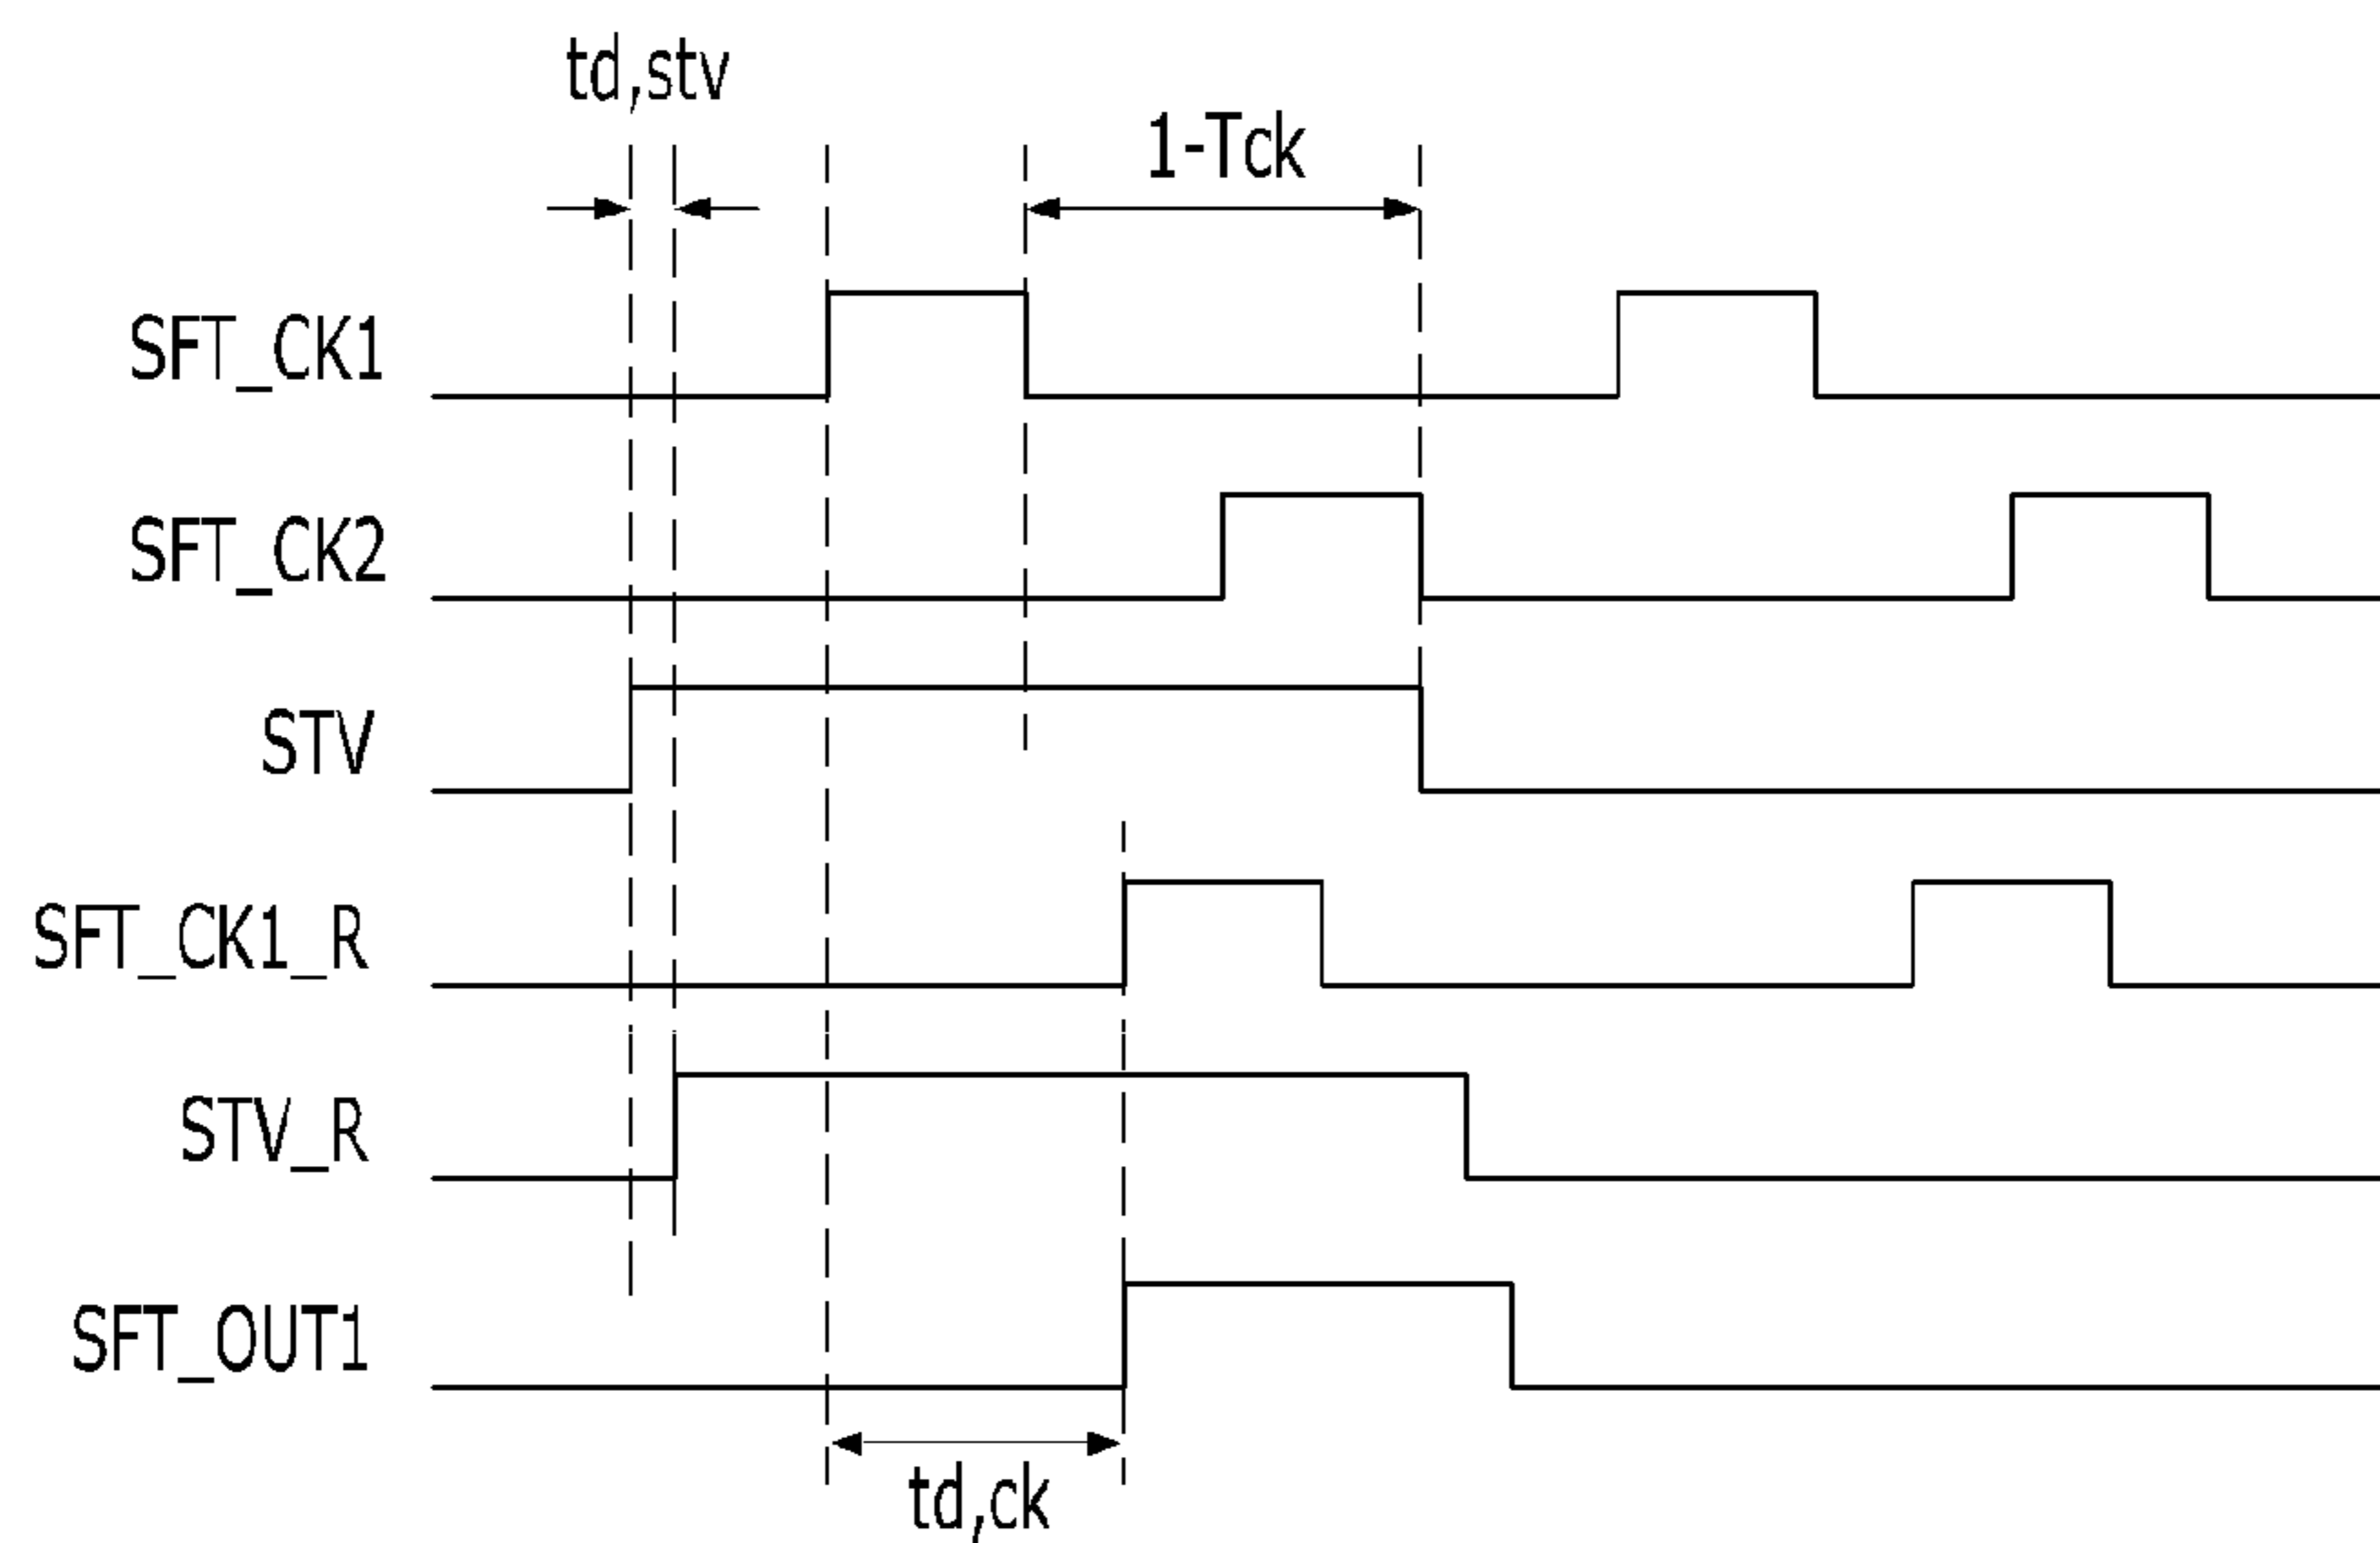 td,stv
1-Tck
SFT_CK1
SFT_CK2
STV
SFT_CK1_R
STV_R
SFT_OUT1
td,ck